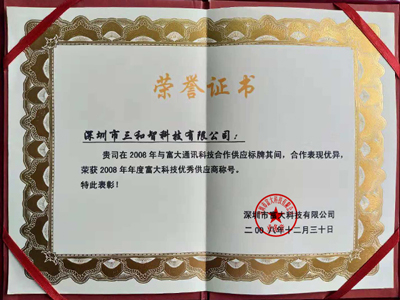 荣誉证书
深圳市三和智科技有限公司：
贵司在2008年与富大通讯科技合作供应标牌其间，合作表现优异，
荣获2008年年度富大科技优秀供应商称号。
特此表彰！
深圳市富大科技有限公司
二00八年十二月三十日